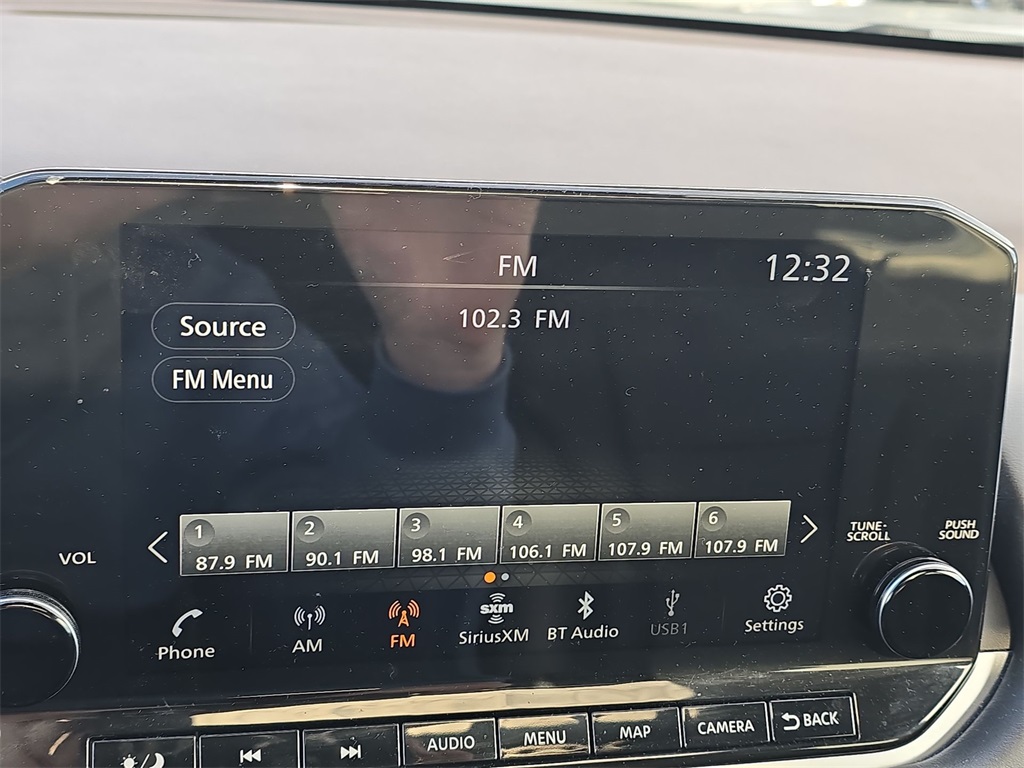 FM
12:32
102.3 FM
Source
FM Menu
1
87.9 FM
2
90.1 FM
3
98.1 FM
4
106.1 FM
5
107.9 FM
6
107.9 FM
VOL
TUNE-
SCROLL
PUSH
SOUND
Phone
AM
FM
sxm
SiriusXM
BT Audio
USB1
Settings
AUDIO
MENU
MAP
CAMERA
BACK